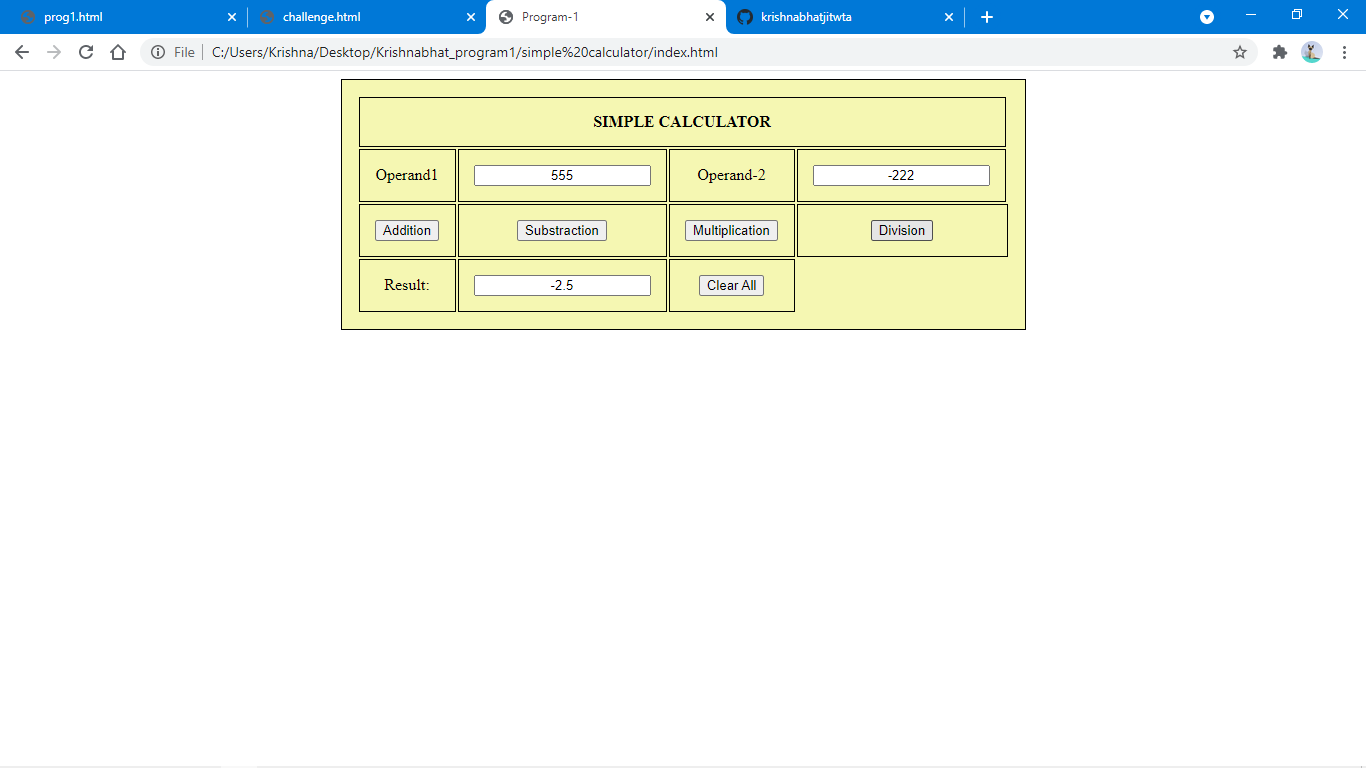 prog1.html challenge.html Program-1 krishnabhatjitwta
File C:/Users/Krishna/Desktop/Krishnabhat_program1/simple%20calculator/index.html
SIMPLE CALCULATOR
Operand1 555 Operand-2 -222
Addition Substraction Multiplication Division
Result: -2.5 Clear All